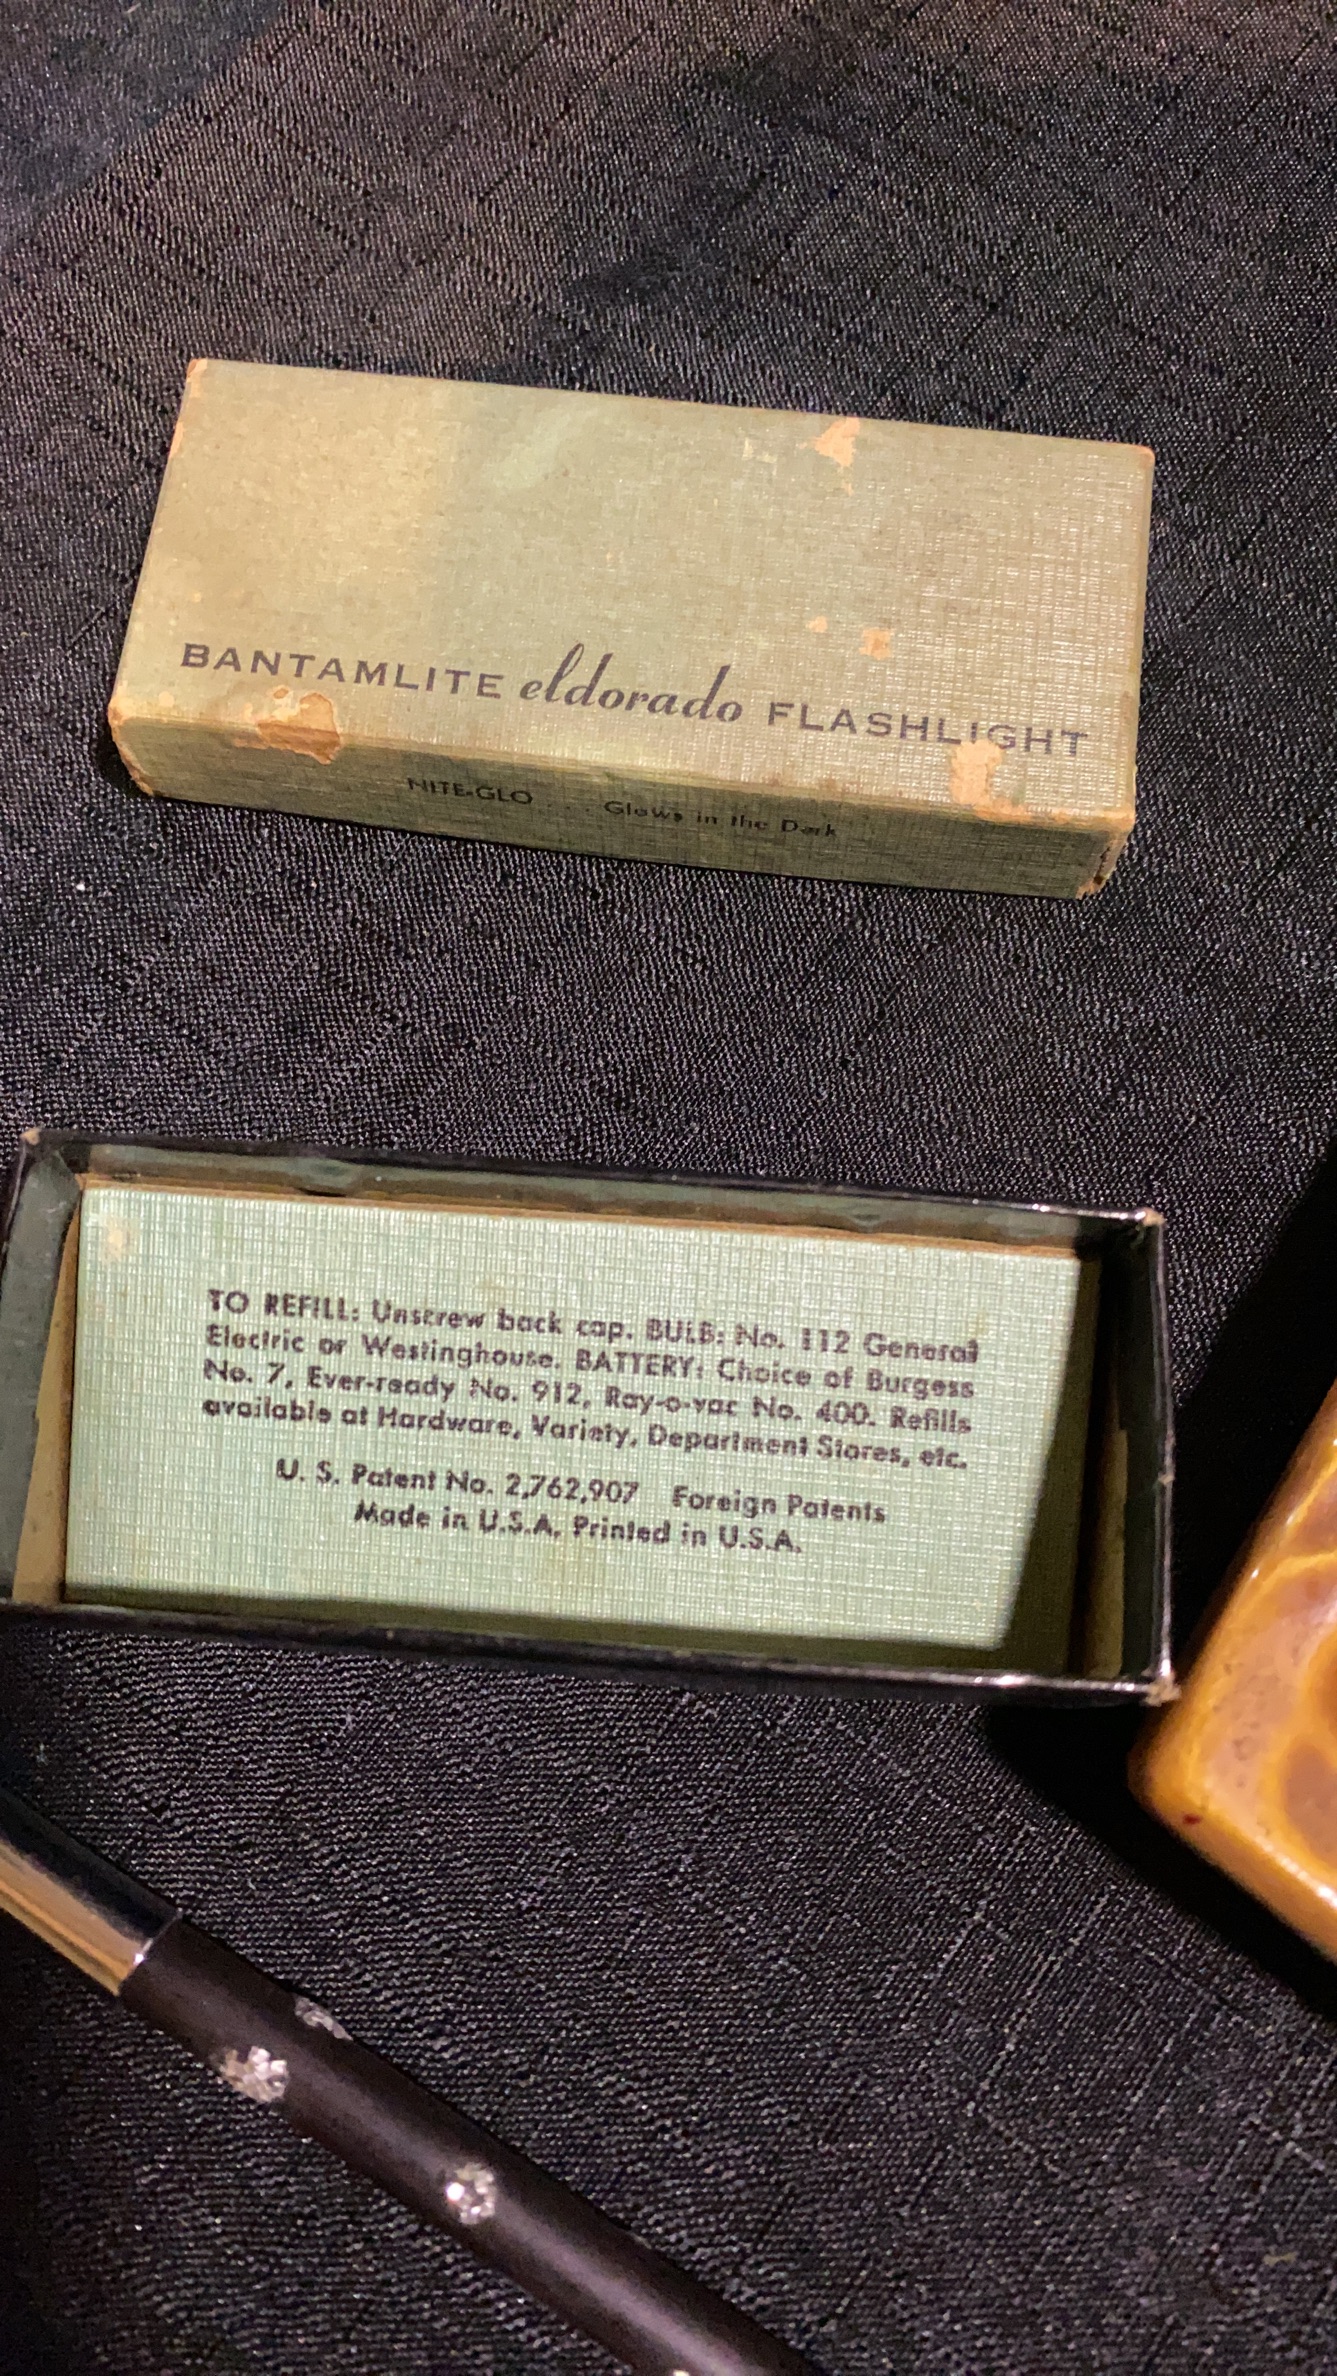 BANTAMLITE eldorado FLASHLIGHT
NITE-GLO . . . Glows in the Dark
TO REFILL: Unscrew back cap. BULB: No. 112 General
Electric or Westinghouse. BATTERY: Choice of Burgess
No. 7, Ever-ready No. 912, Ray-o-vac No. 400. Refills
available at Hardware, Variety, Department Stores, etc.
U. S. Patent No. 2,762,907 Foreign Patents
Made in U.S.A. Printed in U.S.A.